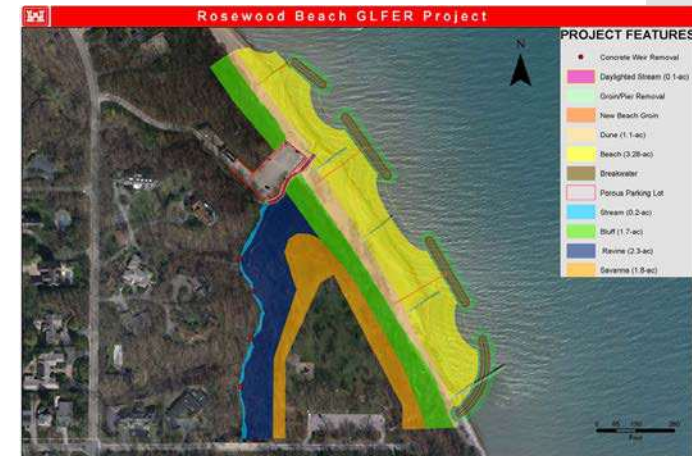 Rosewood Beach GLFER Project
N
PROJECT FEATURES
Concrete Weir Removal
Daylighted Stream (0.1-ac)
Groin/Pier Removal
New Beach Groin
Dune (1.1-ac)
Beach (3.28-ac)
Breakwater
Porous Parking Lot
Stream (0.2-ac)
Bluff (1.7-ac)
Ravine (2.3-ac)
Savanna (1.8-ac)
Feet